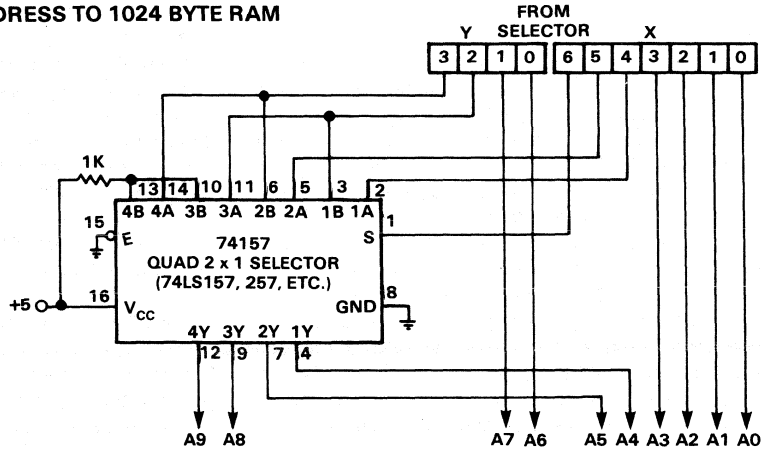 DRESS TO 1024 BYTE RAM
FROM
SELECTOR
Y X
3 2 1 0 6 5 4 3 2 1 0
1K
13 14 10 11 6 5 3 2
4B 4A 3B 3A 2B 2A 1B 1A
15 E
S 1
74157
QUAD 2 x 1 SELECTOR
(74LS157, 257, ETC.)
+5 16 VCC
GND 8
4Y 3Y 2Y 1Y
12 9 7 4
A9 A8 A7 A6 A5 A4 A3 A2 A1 A0